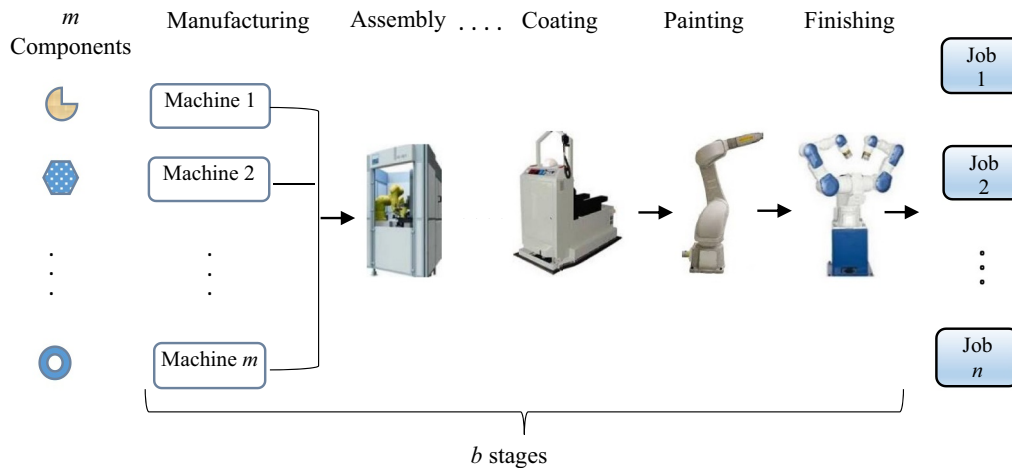 m
Components
Manufacturing
Assembly
. . . .
Coating
Painting
Finishing
Machine 1
Machine 2
Machine m
Job
1
Job
2
Job
n
b stages